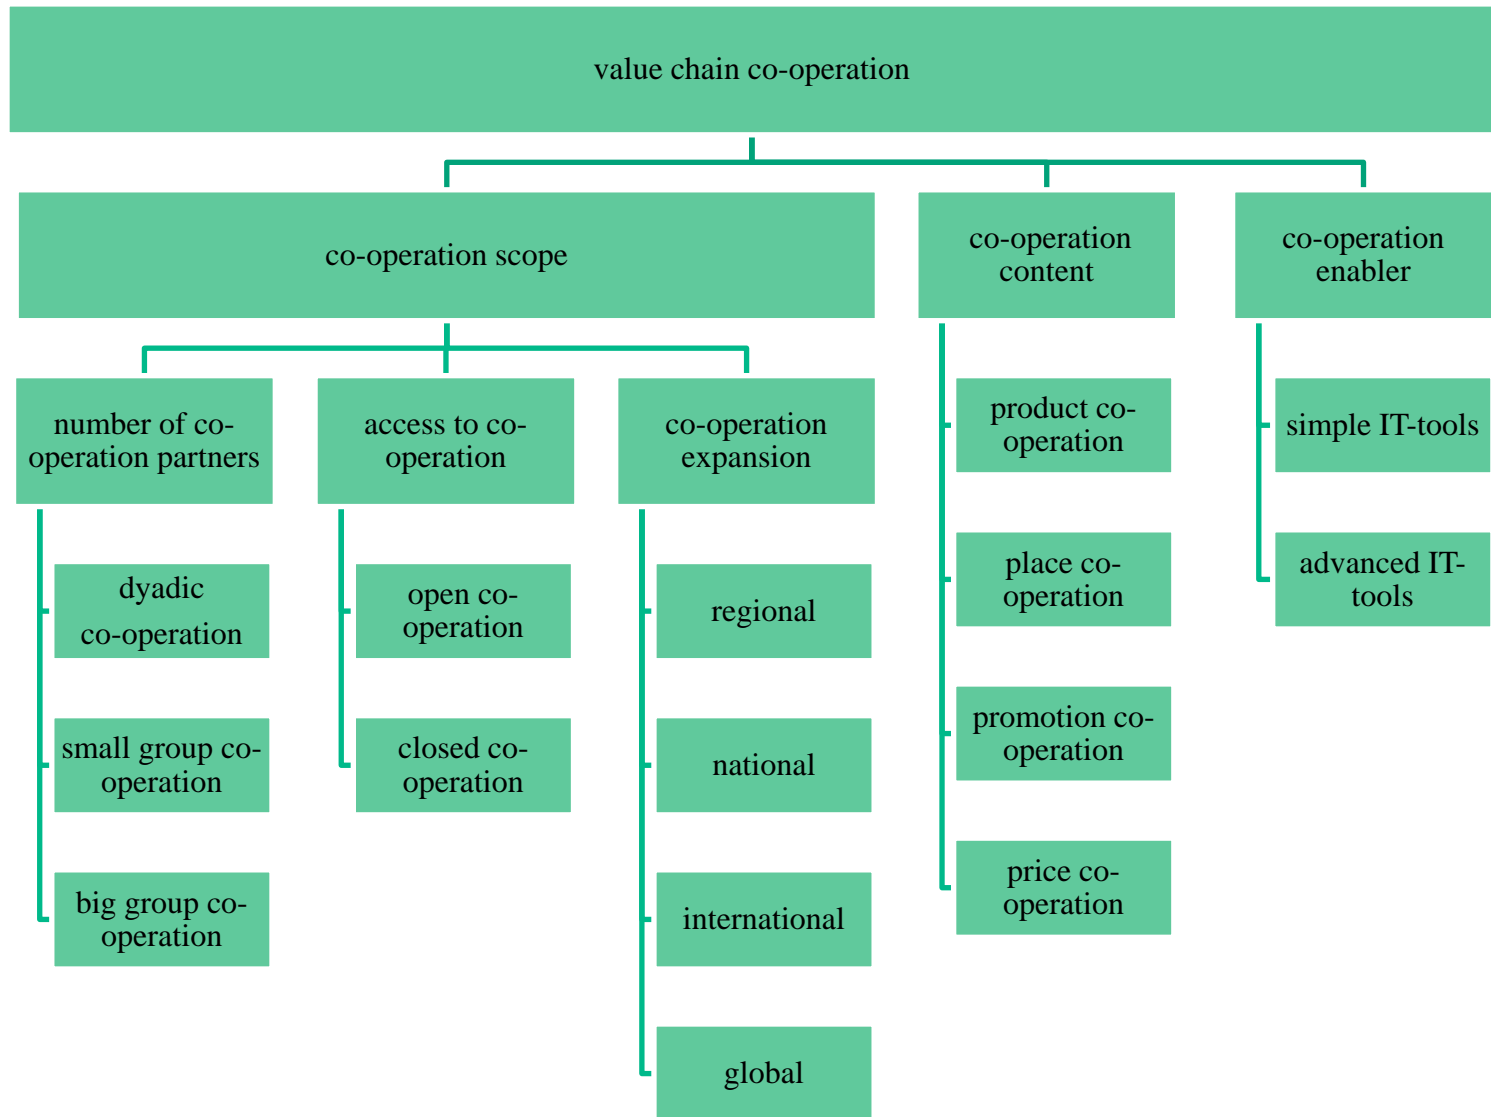 value chain co-operation
co-operation scope
co-operation
content
co-operation
enabler
number of co-
operation partners
access to co-
operation
co-operation
expansion
dyadic
co-operation
small group co-
operation
big group co-
operation
open co-
operation
closed co-
operation
regional
national
international
global
product co-
operation
place co-
operation
promotion co-
operation
price co-
operation
simple IT-tools
advanced IT-
tools